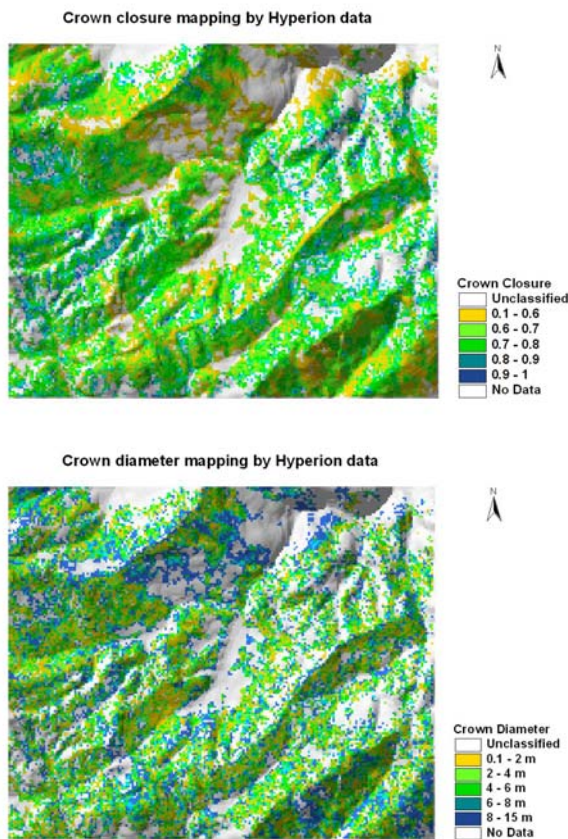 Crown closure mapping by Hyperion data
N
Crown Closure
Unclassified
0.1 - 0.6
0.6 - 0.7
0.7 - 0.8
0.8 - 0.9
0.9 - 1
No Data
Crown diameter mapping by Hyperion data
N
Crown Diameter
Unclassified
0.1 - 2 m
2 - 4 m
4 - 6 m
6 - 8 m
8 - 15 m
No Data